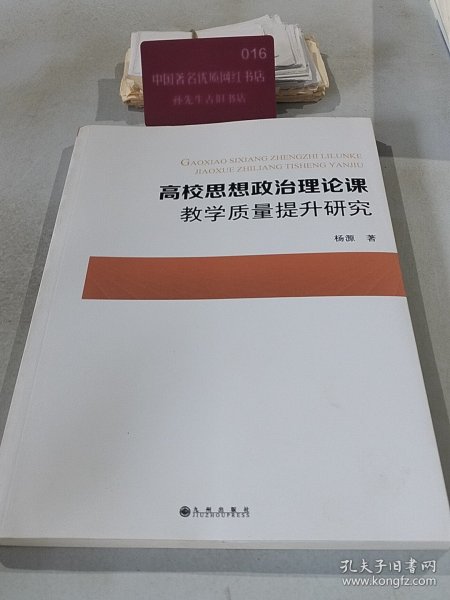 016
中国著名优质网红书店
孙先生古旧书店
GAOXIAO SIXIANG ZHENGZHI LILUNKE
JIAOXUE ZHILIANG TISHENG YANJIU
高校思想政治理论课
教学质量提升研究
杨源 著
九州出版社
JIUZHOUPRESS
孔夫子旧书网
www.kongfz.com